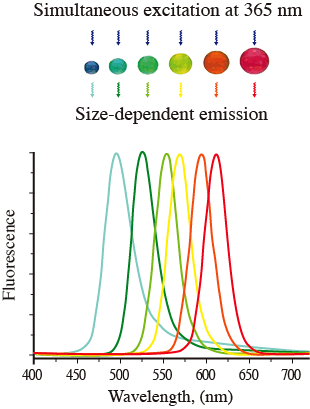 Simultaneous excitation at 365 nm
Size-dependent emission
Fluorescence
400 450 500 550 600 650 700
Wavelength, (nm)